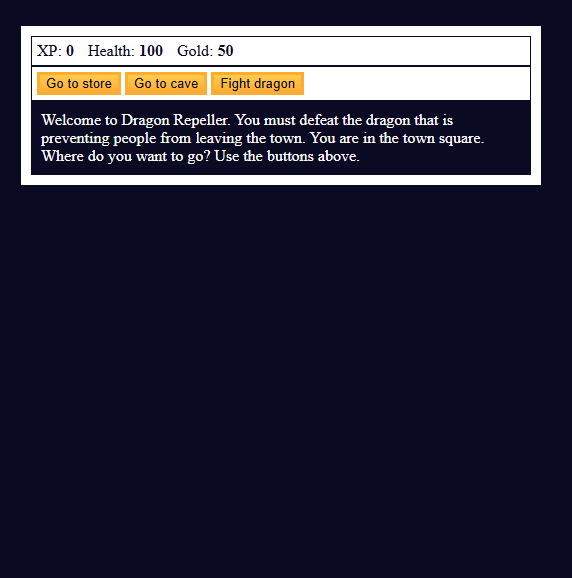 XP: 0 Health: 100 Gold: 50
Go to store Go to cave Fight dragon
Welcome to Dragon Repeller. You must defeat the dragon that is
preventing people from leaving the town. You are in the town square.
Where do you want to go? Use the buttons above.